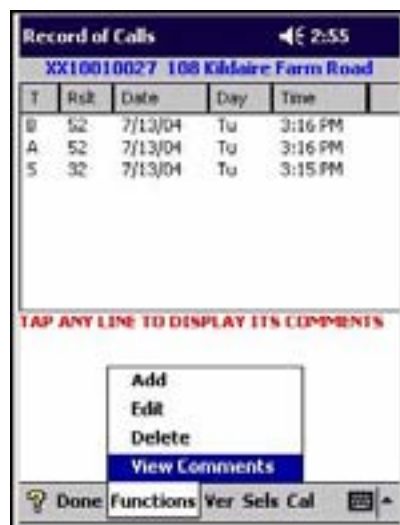 Record of Calls 2:55
XX10010027 108 Kildaire Farm Road
T Rslt Date Day Time
B 52 7/13/04 Tu 3:16 PM
A 52 7/13/04 Tu 3:16 PM
S 32 7/13/04 Tu 3:15 PM
TAP ANY LINE TO DISPLAY ITS COMMENTS
Add
Edit
Delete
View Comments
? Done Functions Ver Sels Cal